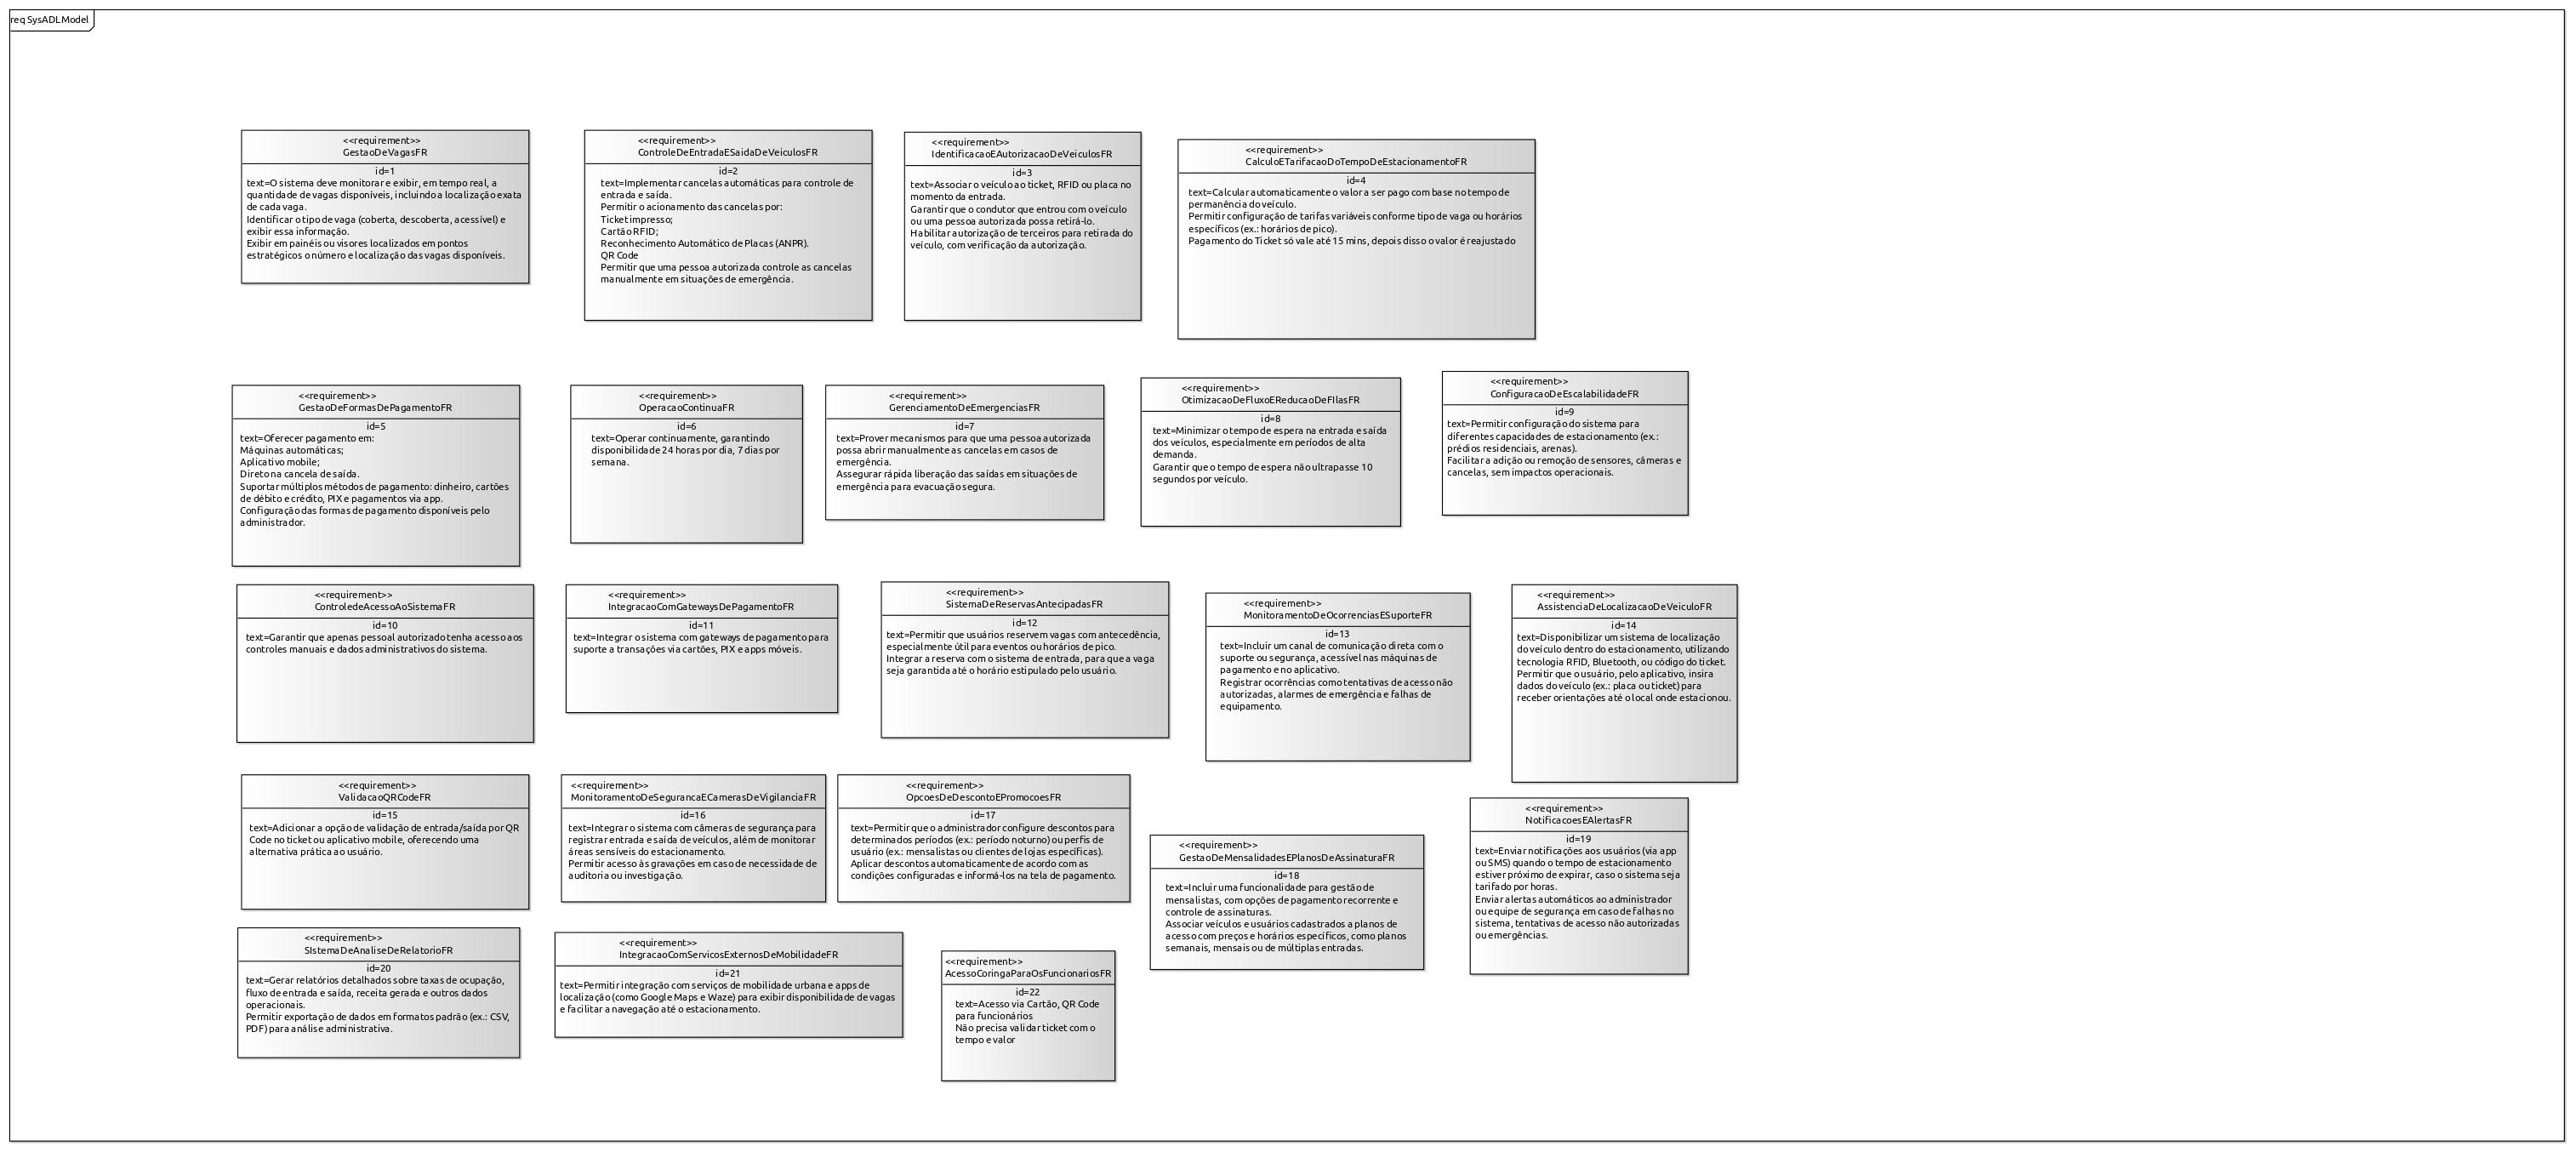 req SysADLModel
<<requirement>>
GestaoDeVagasFR
id=1
text=O sistema deve monitorar e exibir, em tempo real, a
quantidade de vagas disponíveis, incluindo a localização exata
de cada vaga.
Identificar o tipo de vaga (coberta, descoberta, acessível) e
exibir essa informação.
Exibir em painéis ou visores localizados em pontos
estratégicos o número e localização das vagas disponíveis.
<<requirement>>
ControleDeEntradaESaidaDeVeiculosFR
id=2
text=Implementar cancelas automáticas para controle de
entrada e saída.
Permitir o acionamento das cancelas por:
Ticket impresso;
Cartão RFID;
Reconhecimento Automático de Placas (ANPR).
QR Code
Permitir que uma pessoa autorizada controle as cancelas
manualmente em situações de emergência.
<<requirement>>
IdentificacaoEAutorizacaoDeVeiculosFR
id=3
text=Associar o veículo ao ticket, RFID ou placa no
momento da entrada.
Garantir que o condutor que entrou com o veículo
ou uma pessoa autorizada possa retirá-lo.
Habilitar autorização de terceiros para retirada do
veículo, com verificação da autorização.
<<requirement>>
CalculoETarifacaoDoTempoDeEstacionamentoFR
id=4
text=Calcular automaticamente o valor a ser pago com base no tempo de
permanência do veículo.
Permitir configuração de tarifas variáveis conforme tipo de vaga ou horários
específicos (ex.: horários de pico).
Pagamento do Ticket só vale até 15 mins, depois disso o valor é reajustado
<<requirement>>
GestaoDeFormasDePagamentoFR
id=5
text=Oferecer pagamento em:
Máquinas automáticas;
Aplicativo mobile;
Direto na cancela de saída.
Suportar múltiplos métodos de pagamento: dinheiro, cartões
de débito e crédito, PIX e pagamentos via app.
Configuração das formas de pagamento disponíveis pelo
administrador.
<<requirement>>
OperacaoContinuaFR
id=6
text=Operar continuamente, garantindo
disponibilidade 24 horas por dia, 7 dias por
semana.
<<requirement>>
GerenciamentoDeEmergenciasFR
id=7
text=Prover mecanismos para que uma pessoa autorizada
possa abrir manualmente as cancelas em casos de
emergência.
Assegurar rápida liberação das saídas em situações de
emergência para evacuação segura.
<<requirement>>
OtimizacaoDeFluxoEReducaoDeFIlasFR
id=8
text=Minimizar o tempo de espera na entrada e saída
dos veículos, especialmente em períodos de alta
demanda.
Garantir que o tempo de espera não ultrapasse 10
segundos por veículo.
<<requirement>>
ConfiguracaoDeEscalabilidadeFR
id=9
text=Permitir configuração do sistema para
diferentes capacidades de estacionamento (ex.:
prédios residenciais, arenas).
Facilitar a adição ou remoção de sensores, câmeras e
cancelas, sem impactos operacionais.
<<requirement>>
ControledeAcessoAoSistemaFR
id=10
text=Garantir que apenas pessoal autorizado tenha acesso aos
controles manuais e dados administrativos do sistema.
<<requirement>>
IntegracaoComGatewaysDePagamentoFR
id=11
text=Integrar o sistema com gateways de pagamento para
suporte a transações via cartões, PIX e apps móveis.
<<requirement>>
SistemaDeReservasAntecipadasFR
id=12
text=Permitir que usuários reservem vagas com antecedência,
especialmente útil para eventos ou horários de pico.
Integrar a reserva com o sistema de entrada, para que a vaga
seja garantida até o horário estipulado pelo usuário.
<<requirement>>
MonitoramentoDeOcorrenciasESuporteFR
id=13
text=Incluir um canal de comunicação direta com o
suporte ou segurança, acessível nas máquinas de
pagamento e no aplicativo.
Registrar ocorrências como tentativas de acesso não
autorizadas, alarmes de emergência e falhas de
equipamento.
<<requirement>>
AssistenciaDeLocalizacaoDeVeiculoFR
id=14
text=Disponibilizar um sistema de localização
do veículo dentro do estacionamento, utilizando
tecnologia RFID, Bluetooth, ou código do ticket.
Permitir que o usuário, pelo aplicativo, insira
dados do veículo (ex.: placa ou ticket) para
receber orientações até o local onde estacionou.
<<requirement>>
ValidacaoQRCodeFR
id=15
text=Adicionar a opção de validação de entrada/saída por QR
Code no ticket ou aplicativo mobile, oferecendo uma
alternativa prática ao usuário.
<<requirement>>
MonitoramentoDeSegurancaECamerasDeVigilanciaFR
id=16
text=Integrar o sistema com câmeras de segurança para
registrar entrada e saída de veículos, além de monitorar
áreas sensíveis do estacionamento.
Permitir acesso às gravações em caso de necessidade de
auditoria ou investigação.
<<requirement>>
OpcoesDeDescontoEPromocoesFR
id=17
text=Permitir que o administrador configure descontos para
determinados períodos (ex.: período noturno) ou perfis de
usuário (ex.: mensalistas ou clientes de lojas específicas).
Aplicar descontos automaticamente de acordo com as
condições configuradas e informá-los na tela de pagamento.
<<requirement>>
GestaoDeMensalidadesEPlanosDeAssinaturaFR
id=18
text=Incluir uma funcionalidade para gestão de
mensalistas, com opções de pagamento recorrente e
controle de assinaturas.
Associar veículos e usuários cadastrados a planos de
acesso com preços e horários específicos, como planos
semanais, mensais ou de múltiplas entradas.
<<requirement>>
NotificacoesEAlertasFR
id=19
text=Enviar notificações aos usuários (via app
ou SMS) quando o tempo de estacionamento
estiver próximo de expirar, caso o sistema seja
tarifado por horas.
Enviar alertas automáticos ao administrador
ou equipe de segurança em caso de falhas no
sistema, tentativas de acesso não autorizadas
ou emergências.
<<requirement>>
SIstemaDeAnaliseDeRelatorioFR
id=20
text=Gerar relatórios detalhados sobre taxas de ocupação,
fluxo de entrada e saída, receita gerada e outros dados
operacionais.
Permitir exportação de dados em formatos padrão (ex.: CSV,
PDF) para análise administrativa.
<<requirement>>
IntegracaoComServicosExternosDeMobilidadeFR
id=21
text=Permitir integração com serviços de mobilidade urbana e apps de
localização (como Google Maps e Waze) para exibir disponibilidade de vagas
e facilitar a navegação até o estacionamento.
<<requirement>>
AcessoCoringaParaOsFuncionariosFR
id=22
text=Acesso via Cartão, QR Code
para funcionários
Não precisa validar ticket com o
tempo e valor